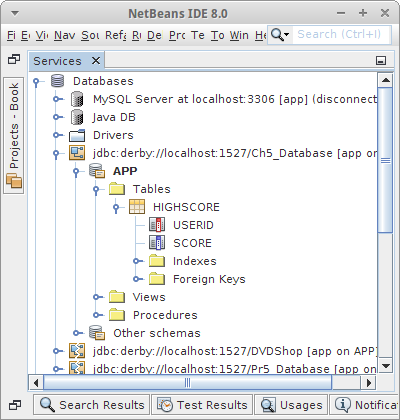 NetBeans IDE 8.0
Fi Ec Vie Nav Sou Refa Ru De Pro Te To Win He Search (Ctrl+I)
Services
Projects - Book
Databases
MySQL Server at localhost:3306 [app] (disconnect
Java DB
Drivers
jdbc:derby://localhost:1527/Ch5_Database [app on
APP
Tables
HIGHSCORE
USERID
SCORE
Indexes
Foreign Keys
Views
Procedures
Other schemas
jdbc:derby://localhost:1527/DVDShop [app on APP]
jdbc:derby://localhost:1527/Pr5_Database [app on
Search Results Test Results Usages Notificat